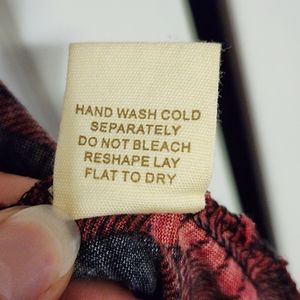 HAND WASH COLD
SEPARATELY
DO NOT BLEACH
RESHAPE LAY
FLAT TO DRY